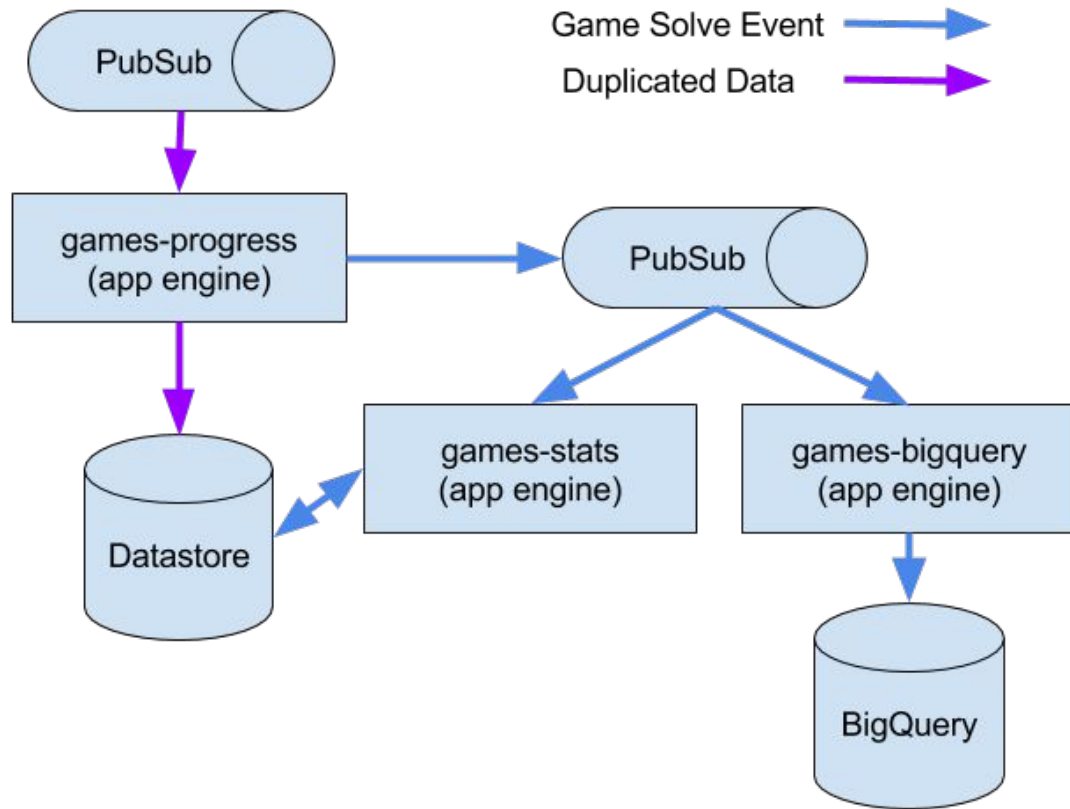 PubSub
Game Solve Event
Duplicated Data
games-progress
(app engine)
PubSub
games-stats
(app engine)
games-bigquery
(app engine)
Datastore
BigQuery